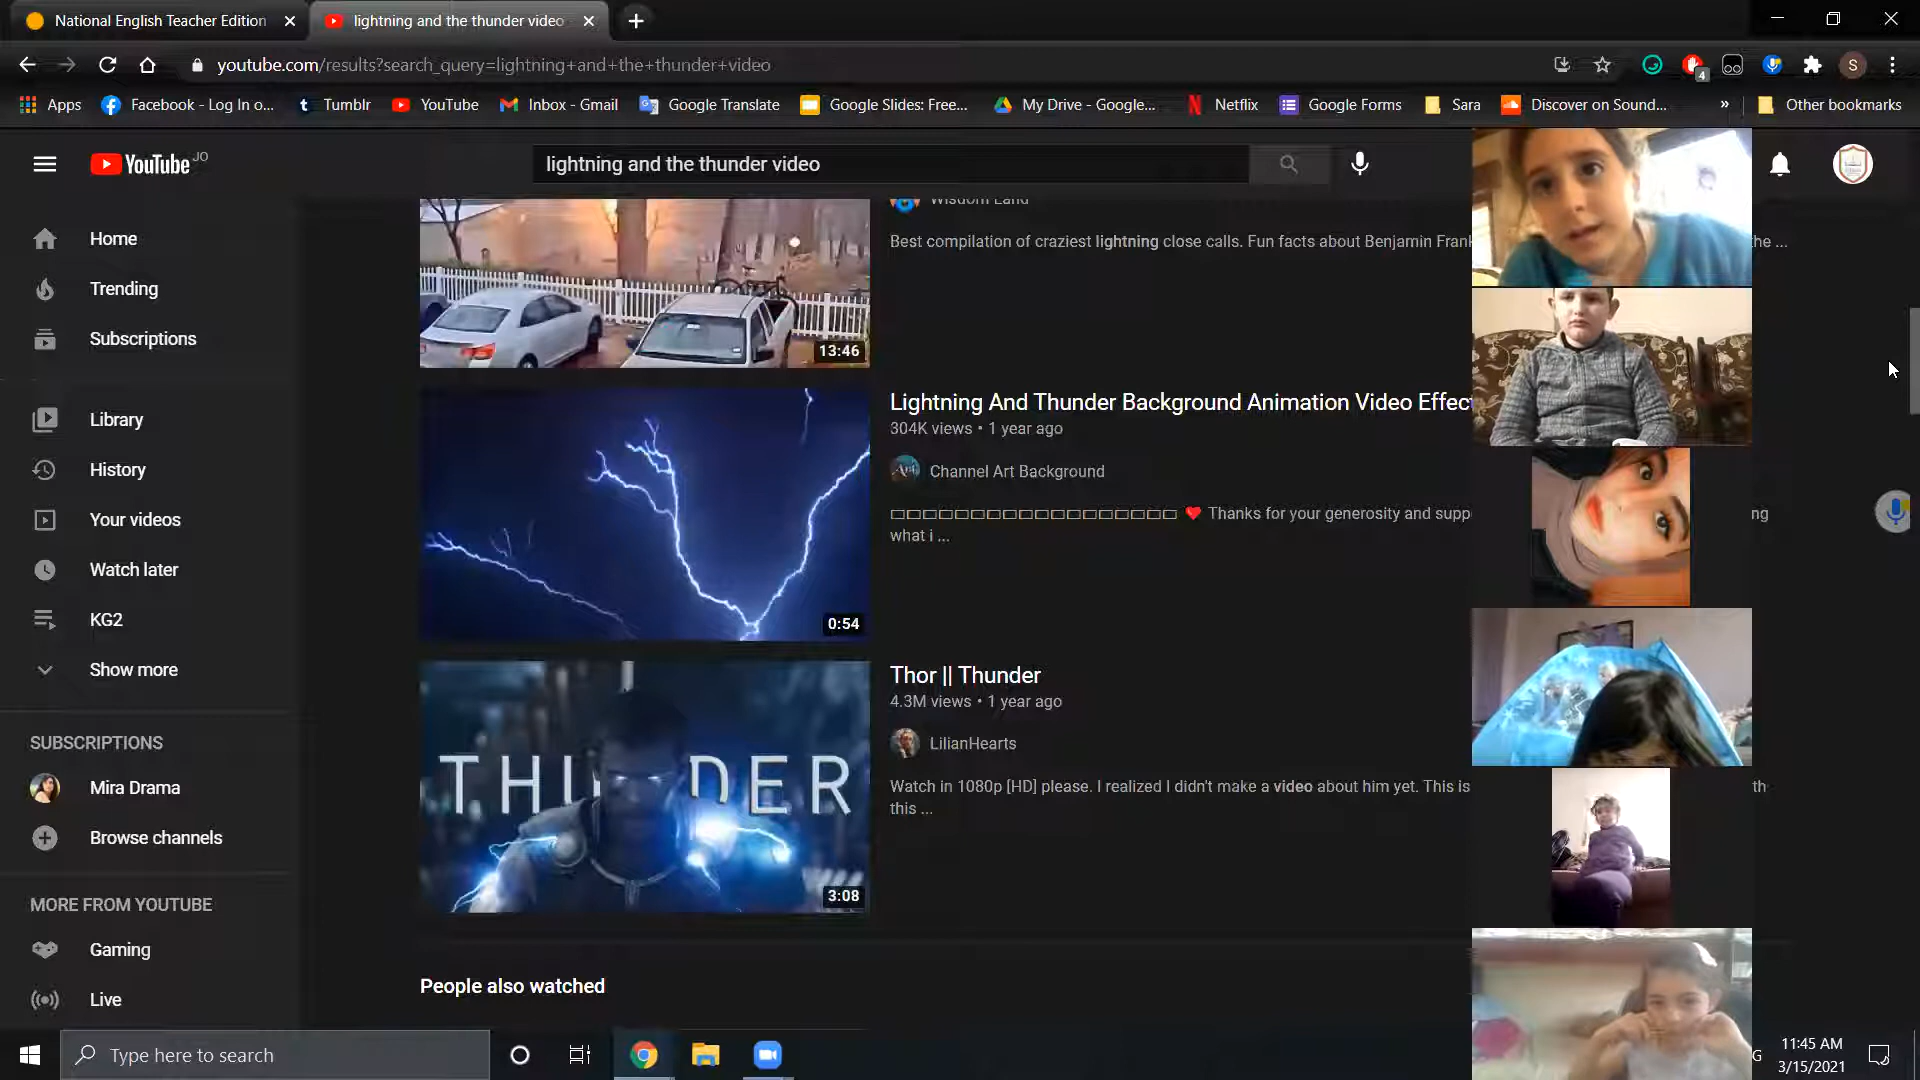 National English Teacher Edition
lightning and the thunder video
youtube.com/results?search_query=lightning+and+the+thunder+video
4
S
Apps
Facebook - Log In o...
Tumblr
YouTube
Inbox - Gmail
Google Translate
Google Slides: Free...
My Drive - Google...
Netflix
Google Forms
Sara
Discover on Sound...
»
Other bookmarks
YouTube JO
lightning and the thunder video
Home
Trending
Subscriptions
Library
History
Your videos
Watch later
KG2
Show more
SUBSCRIPTIONS
Mira Drama
Browse channels
MORE FROM YOUTUBE
Gaming
Live
Wisdom Land
Best compilation of craziest lightning close calls. Fun facts about Benjamin Frank
he ...
13:46
Lightning And Thunder Background Animation Video Effect
304K views • 1 year ago
Channel Art Background
Thanks for your generosity and supp
ng
what i ...
0:54
THUNDER
3:08
Thor || Thunder
4.3M views • 1 year ago
LilianHearts
Watch in 1080p [HD] please. I realized I didn't make a video about him yet. This is
th
this ...
People also watched
Type here to search
G
11:45 AM
3/15/2021